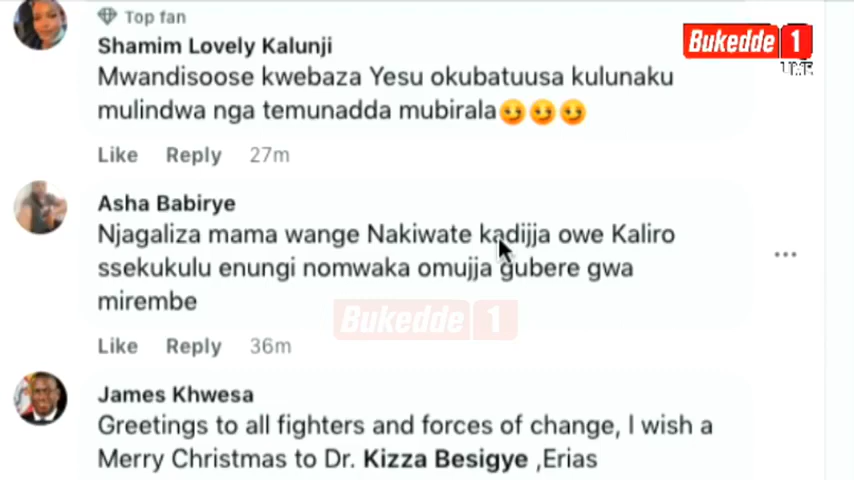 Top fan
Shamim Lovely Kalunji
Mwandisoose kwebaza Yesu okubatuusa kulunaku
mulindwa nga temunadda mubirala😏😏😏
Like Reply 27m
Bukedde 1
Asha Babirye
Njagaliza mama wange Nakiwate kadijja owe Kaliro
ssekukulu enungi nomwaka omujja gubere gwa
mirembe
Bukedde 1
Like Reply 36m
James Khwesa
Greetings to all fighters and forces of change, I wish a
Merry Christmas to Dr. Kizza Besigye ,Erias